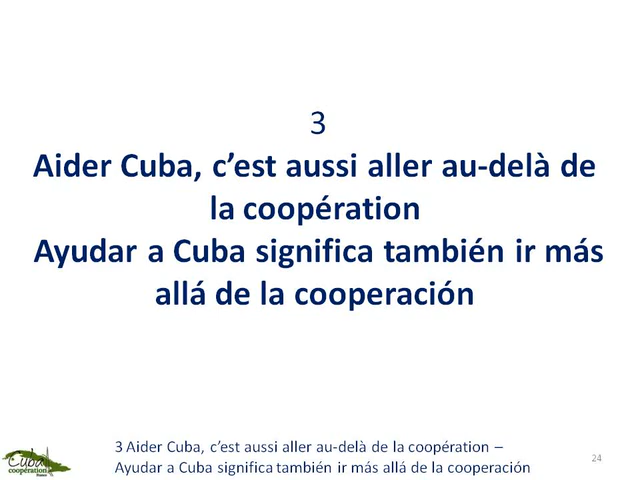 3
Aider Cuba, c’est aussi aller au-delà de
la coopération
Ayudar a Cuba significa también ir más
allá de la cooperación
Cuba
coopération
France
3 Aider Cuba, c’est aussi aller au-delà de la coopération –
Ayudar a Cuba significa también ir más allá de la cooperación
24